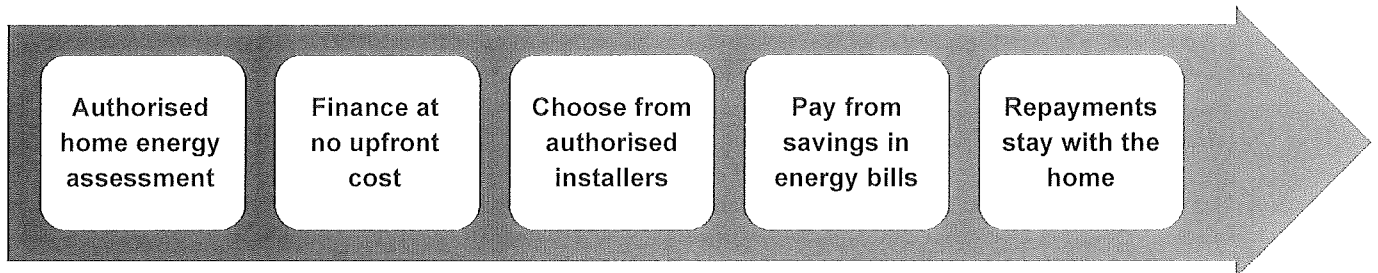 Authorised
home energy
assessment
Finance at
no upfront
cost
Choose from
authorised
installers
Pay from
savings in
energy bills
Repayments
stay with the
home